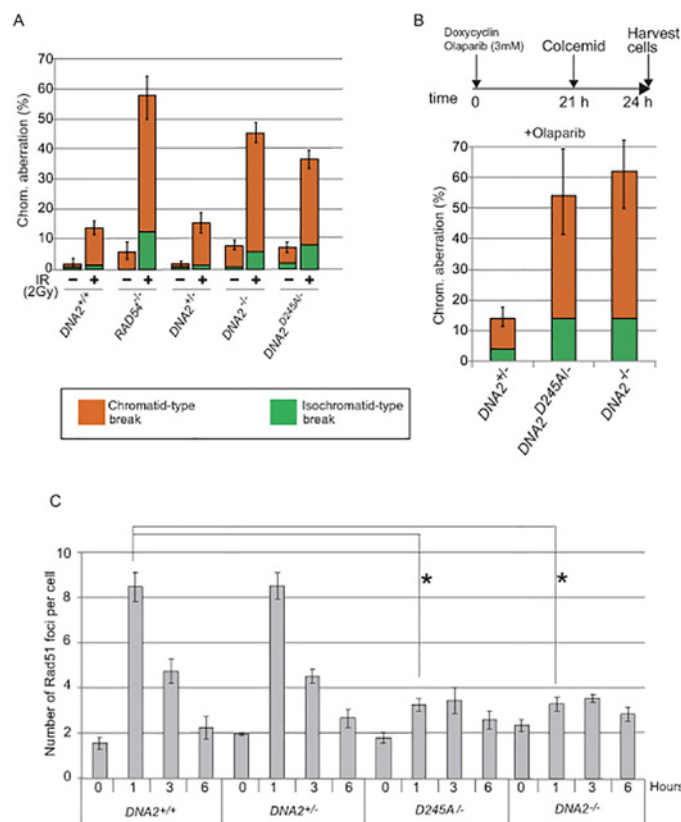 A
Chrom. aberration (%)
70
60
50
40
30
20
10
0
IR
(2Gy)
− + − + − + − + − +
DNA2+/+
RAD54-/-
DNA2+/-
DNA2-/-
DNA2D245A/-
B
Doxycyclin
Olaparib (3mM)
Colcemid
Harvest
cells
time
0
21 h
24 h
+Olaparib
Chrom. aberration (%)
70
60
50
40
30
20
10
0
DNA2+/-
DNA2D245A/-
DNA2-/-
Chromatid-type
break
Isochromatid-type
break
C
Number of Rad51 foci per cell
10
8
6
4
2
0
*
*
0 1 3 6 0 1 3 6 0 1 3 6 0 1 3 6 Hours
DNA2+/+
DNA2+/-
D245A/-
DNA2-/-